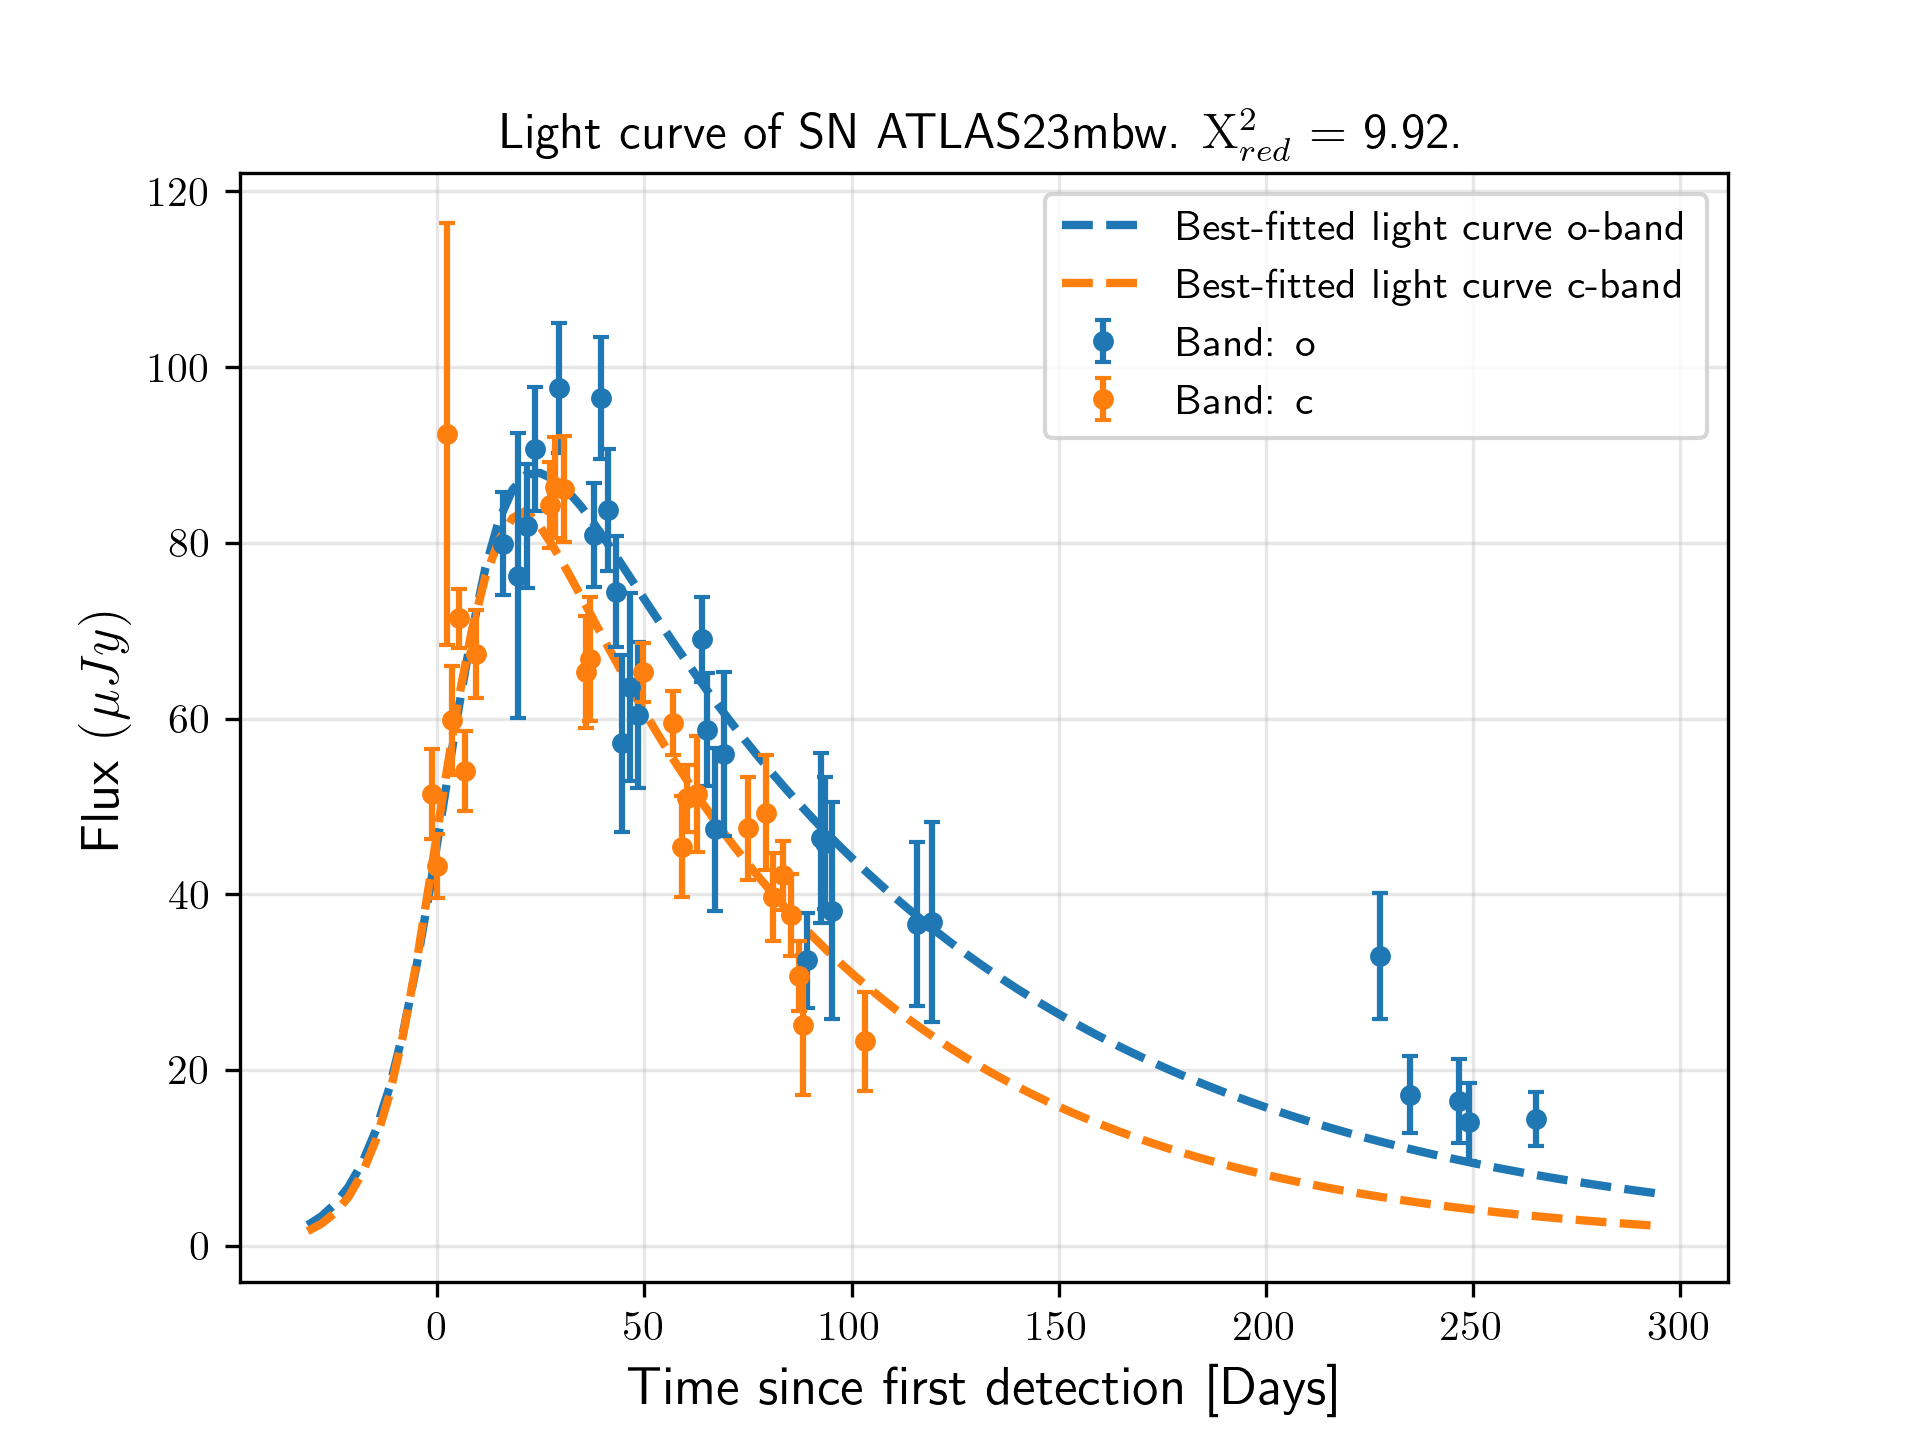 Light curve of SN ATLAS23mbw. X²_red = 9.92.
120
100
80
60
40
20
0
Flux (μJy)
Best-fitted light curve o-band
Best-fitted light curve c-band
Band: o
Band: c
0 50 100 150 200 250 300
Time since first detection [Days]